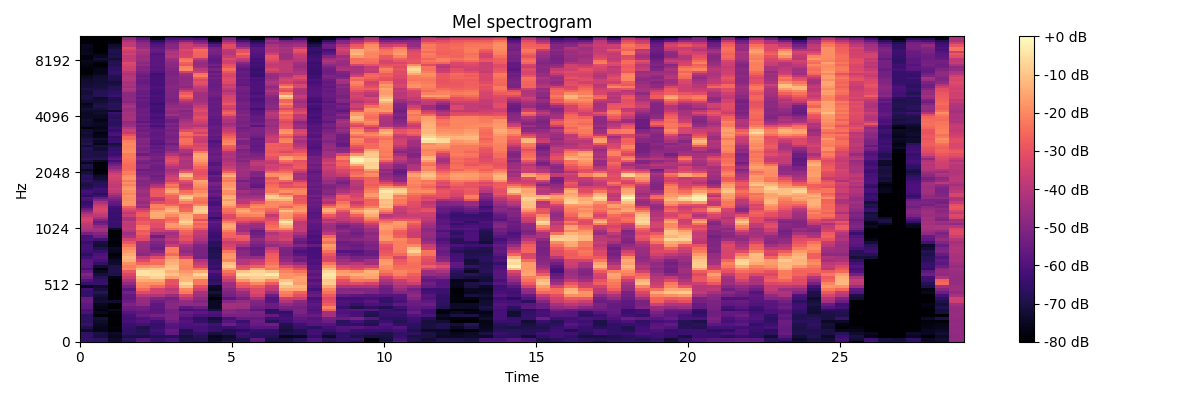 Mel spectrogram
+0 dB
8192
-10 dB
4096
-20 dB
-30 dB
2048
Hz
-40 dB
1024
-50 dB
-60 dB
512
-70 dB
0
-80 dB
0 5 10 15 20 25
Time